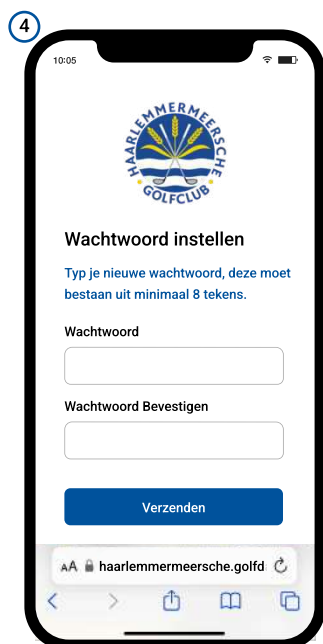 4
10:05
HAARLEMMERMEERSCHE
GOLFCLUB
Wachtwoord instellen
Typ je nieuwe wachtwoord, deze moet
bestaan uit minimaal 8 tekens.
Wachtwoord
Wachtwoord Bevestigen
Verzenden
AA haarlemmermeersche.golfd